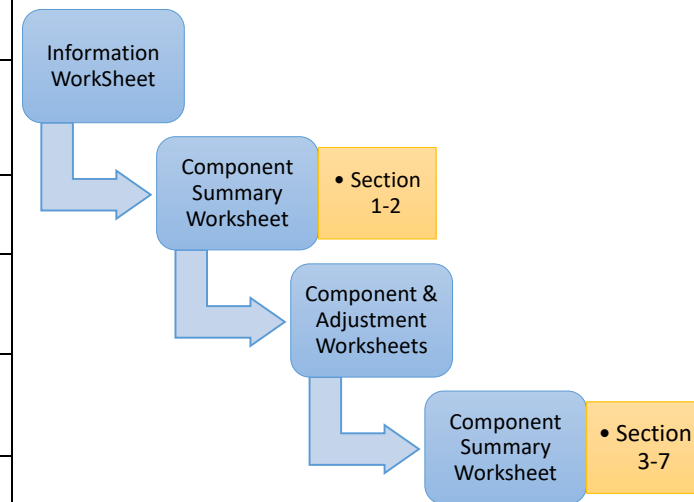 Information
WorkSheet
Component
Summary
Worksheet
• Section
1-2
Component &
Adjustment
Worksheets
Component
Summary
Worksheet
• Section
3-7